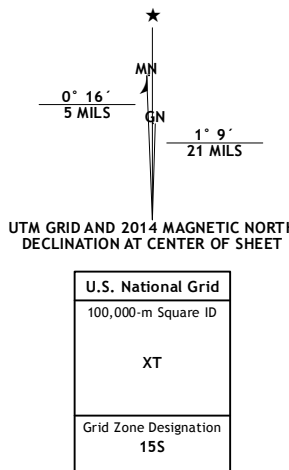 ★
MN
0° 16´
5 MILS
GN
1° 9´
21 MILS
UTM GRID AND 2014 MAGNETIC NORTH
DECLINATION AT CENTER OF SHEET
U.S. National Grid
100,000-m Square ID
XT
Grid Zone Designation
15S